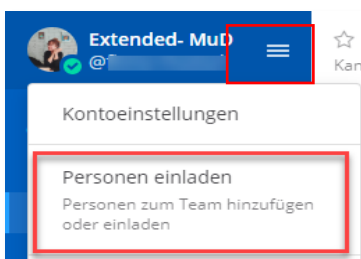 Extended- MuD
@
Kan
Kontoeinstellungen
Personen einladen
Personen zum Team hinzufügen
oder einladen